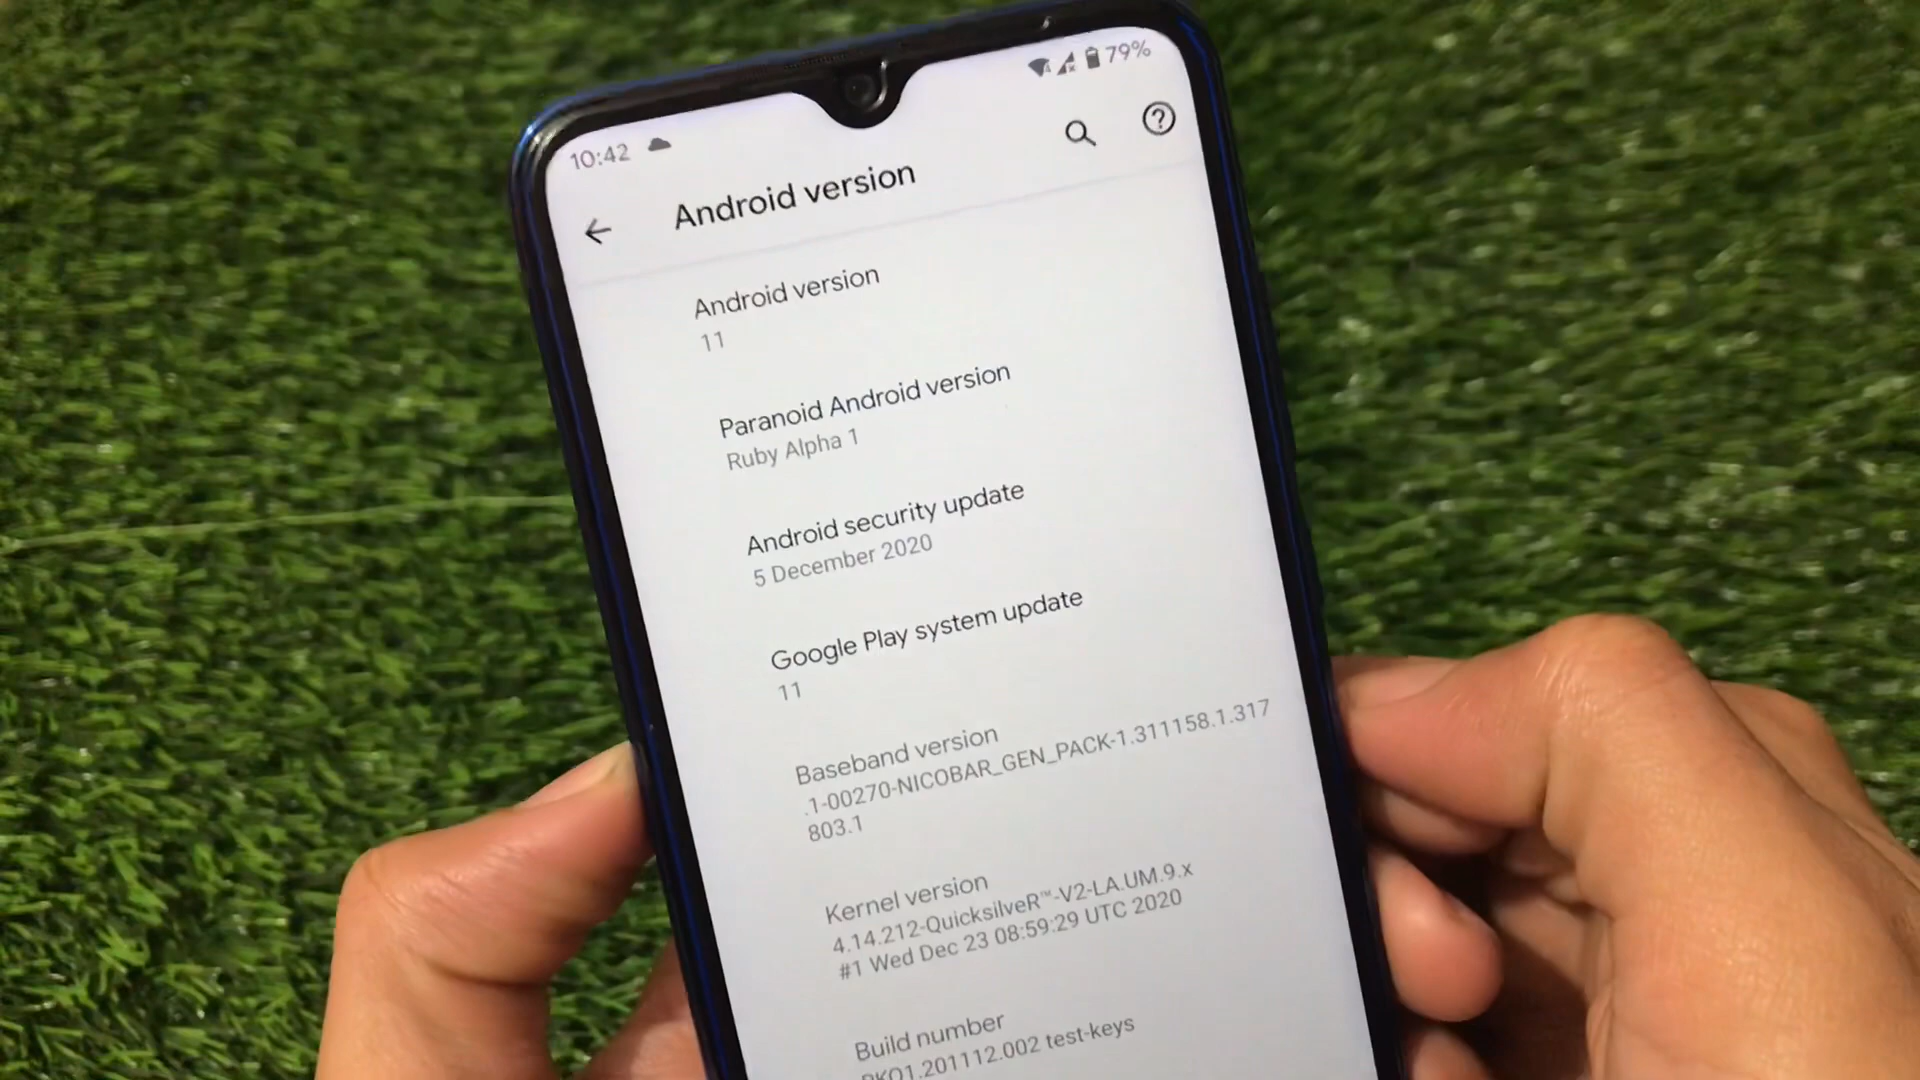 10:42
79%
Android version
Android version
11
Paranoid Android version
Ruby Alpha 1
Android security update
5 December 2020
Google Play system update
11
Baseband version
.1-00270-NICOBAR_GEN_PACK-1.311158.1.317
803.1
Kernel version
4.14.212-QuicksilveR™-V2-LA.UM.9.x
#1 Wed Dec 23 08:59:29 UTC 2020
Build number
RKQ1.201112.002 test-keys